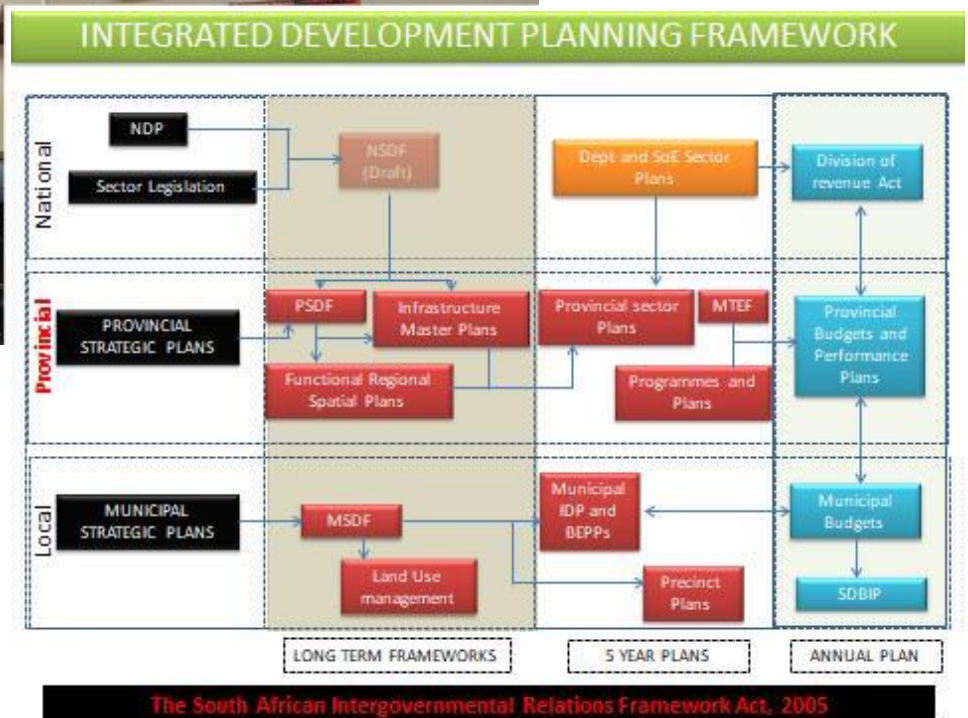 INTEGRATED DEVELOPMENT PLANNING FRAMEWORK
National
NDP
Sector Legislation
NSDF
(Draft)
Dept and SoE Sector
Plans
Division of
revenue Act
Provincial
PROVINCIAL
STRATEGIC PLANS
PSDF
Infrastructure
Master Plans
Functional Regional
Spatial Plans
Provincial sector
Plans
MTEF
Programmes and
Plans
Provincial
Budgets and
Performance
Plans
Local
MUNICIPAL
STRATEGIC PLANS
MSDF
Land Use
management
Municipal
IDP and
BEPPs
Precinct
Plans
Municipal
Budgets
SDBIP
LONG TERM FRAMEWORKS
5 YEAR PLANS
ANNUAL PLAN
The South African Intergovernmental Relations Framework Act, 2005